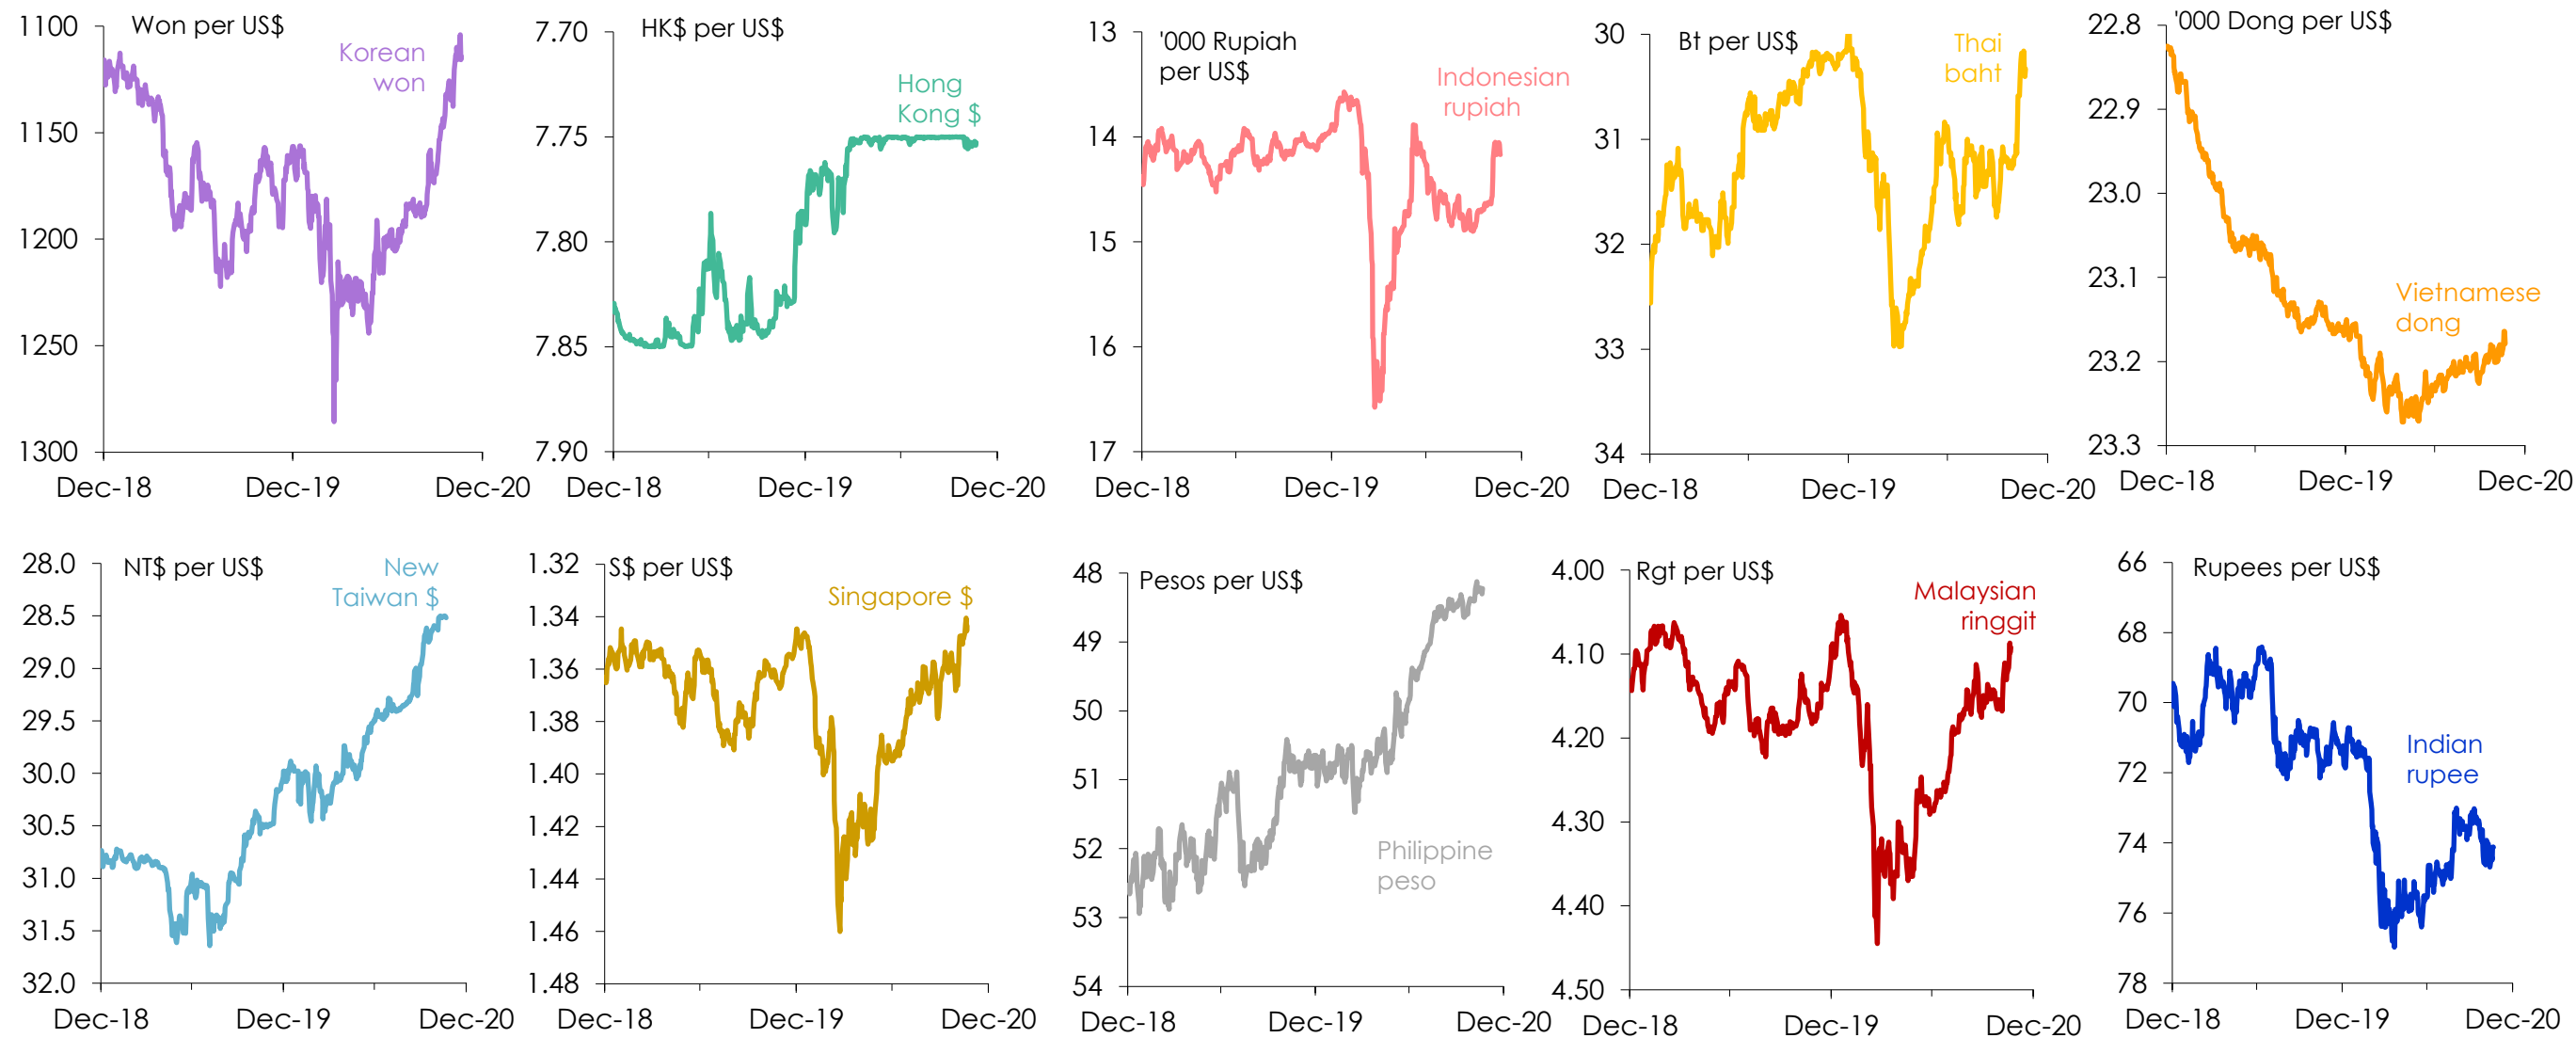 Won per US$
Korean
won
1100
1150
1200
1250
1300
Dec-18
Dec-19
Dec-20
HK$ per US$
Hong
Kong $
7.70
7.75
7.80
7.85
7.90
Dec-18
Dec-19
Dec-20
'000 Rupiah
per US$
Indonesian
rupiah
13
14
15
16
17
Dec-18
Dec-19
Dec-20
Bt per US$
Thai
baht
30
31
32
33
34
Dec-18
Dec-19
Dec-20
'000 Dong per US$
Vietnamese
dong
22.8
22.9
23.0
23.1
23.2
23.3
Dec-18
Dec-19
Dec-20
NT$ per US$
New
Taiwan $
28.0
28.5
29.0
29.5
30.0
30.5
31.0
31.5
32.0
Dec-18
Dec-19
Dec-20
S$ per US$
Singapore $
1.32
1.34
1.36
1.38
1.40
1.42
1.44
1.46
1.48
Dec-18
Dec-19
Dec-20
Pesos per US$
Philippine
peso
48
49
50
51
52
53
54
Dec-18
Dec-19
Dec-20
Rgt per US$
Malaysian
ringgit
4.00
4.10
4.20
4.30
4.40
4.50
Dec-18
Dec-19
Dec-20
Rupees per US$
Indian
rupee
66
68
70
72
74
76
78
Dec-18
Dec-19
Dec-20